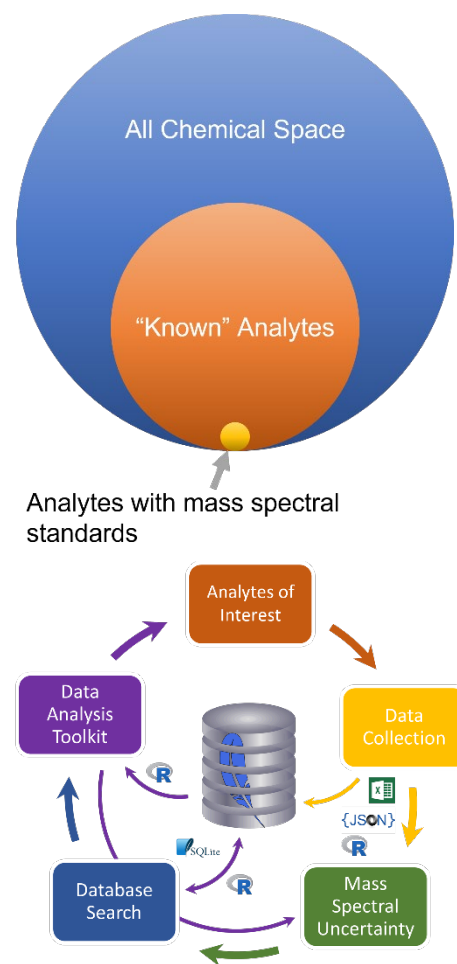 All Chemical Space
“Known” Analytes
Analytes with mass spectral
standards
Analytes of
Interest
Data
Analysis
Toolkit
Data
Collection
R
{JSON}
R
SQLite
R
Database
Search
Mass
Spectral
Uncertainty